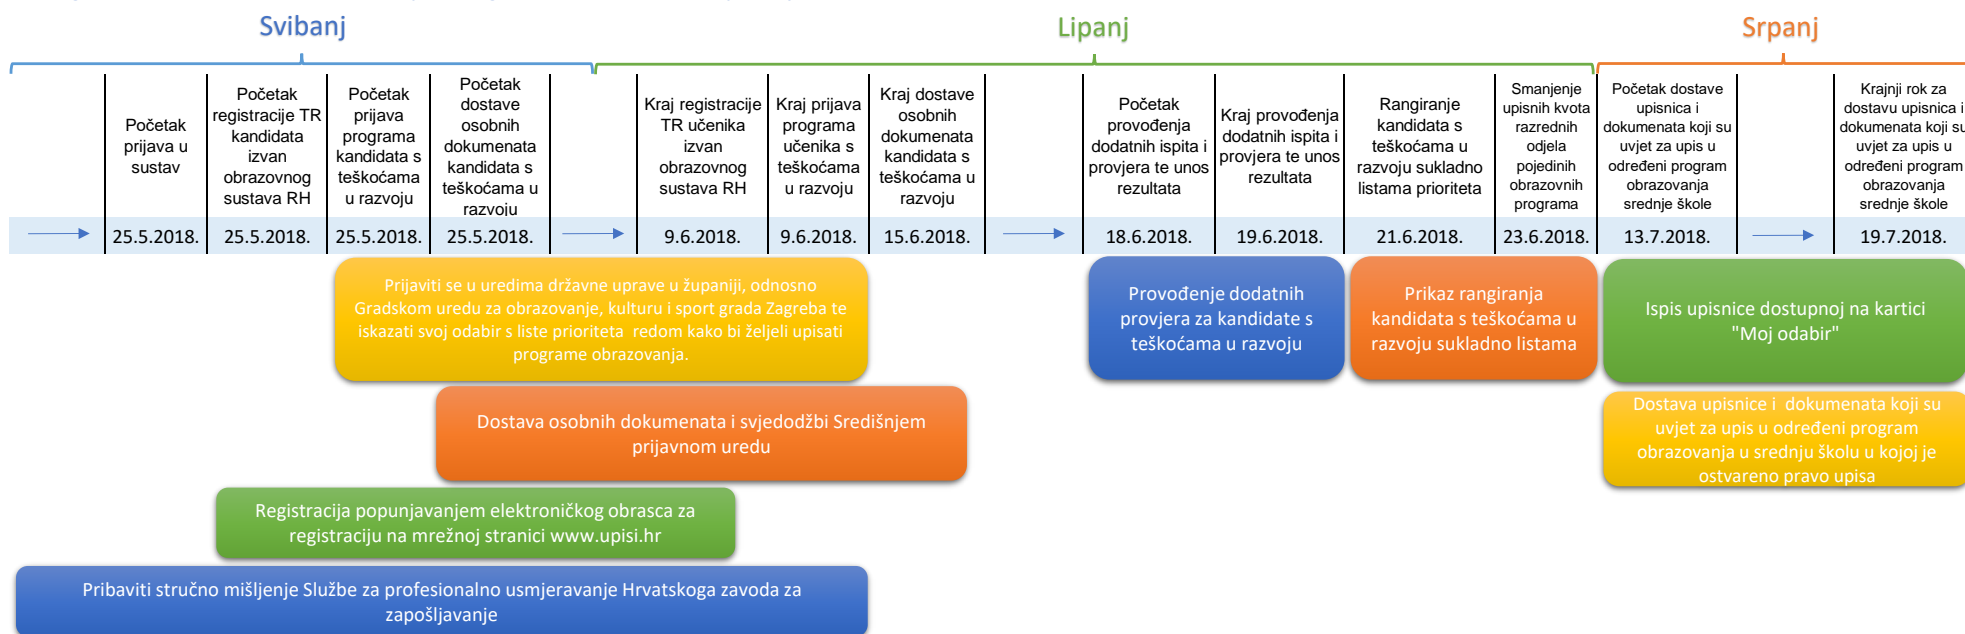 Svibanj
Lipanj
Srpanj
Početak
prijava u
sustav
Početak
registracije TR
kandidata
izvan
obrazovnog
sustava RH
Početak
prijava
programa
kandidata s
teškoćama
u razvoju
Početak
dostave
osobnih
dokumenata
kandidata s
teškoćama u
razvoju
Kraj registracije
TR učenika
izvan
obrazovnog
sustava RH
Kraj prijava
programa
učenika s
teškoćama
u razvoju
Kraj dostave
osobnih
dokumenata
kandidata s
teškoćama u
razvoju
Početak
provođenja
dodatnih ispita i
provjera te unos
rezultata
Kraj provođenja
dodatnih ispita i
provjera te unos
rezultata
Rangiranje
kandidata s
teškoćama u
razvoju sukladno
listama prioriteta
Smanjenje
upisnih kvota
razrednih
odjela
pojedinih
obrazovnih
programa
Početak dostave
upisnica i
dokumenata koji su
uvjet za upis u
određeni program
obrazovanja
srednje škole
Krajnji rok za
dostavu upisnica i
dokumenata koji su
uvjet za upis u
određeni program
obrazovanja
srednje škole
25.5.2018.
25.5.2018.
25.5.2018.
25.5.2018.
9.6.2018.
9.6.2018.
15.6.2018.
18.6.2018.
19.6.2018.
21.6.2018.
23.6.2018.
13.7.2018.
19.7.2018.
Prijaviti se u uredima državne uprave u županiji, odnosno
Gradskom uredu za obrazovanje, kulturu i sport grada Zagreba te
iskazati svoj odabir s liste prioriteta redom kako bi željeli upisati
programe obrazovanja.
Provođenje dodatnih
provjera za kandidate s
teškoćama u razvoju
Prikaz rangiranja
kandidata s teškoćama u
razvoju sukladno listama
Ispis upisnice dostupnoj na kartici
"Moj odabir"
Dostava osobnih dokumenata i svjedodžbi Središnjem
prijavnom uredu
Dostava upisnice i dokumenata koji su
uvjet za upis u određeni program
obrazovanja u srednju školu u kojoj je
ostvareno pravo upisa
Registracija popunjavanjem elektroničkog obrasca za
registraciju na mrežnoj stranici www.upisi.hr
Pribaviti stručno mišljenje Službe za profesionalno usmjeravanje Hrvatskoga zavoda za
zapošljavanje